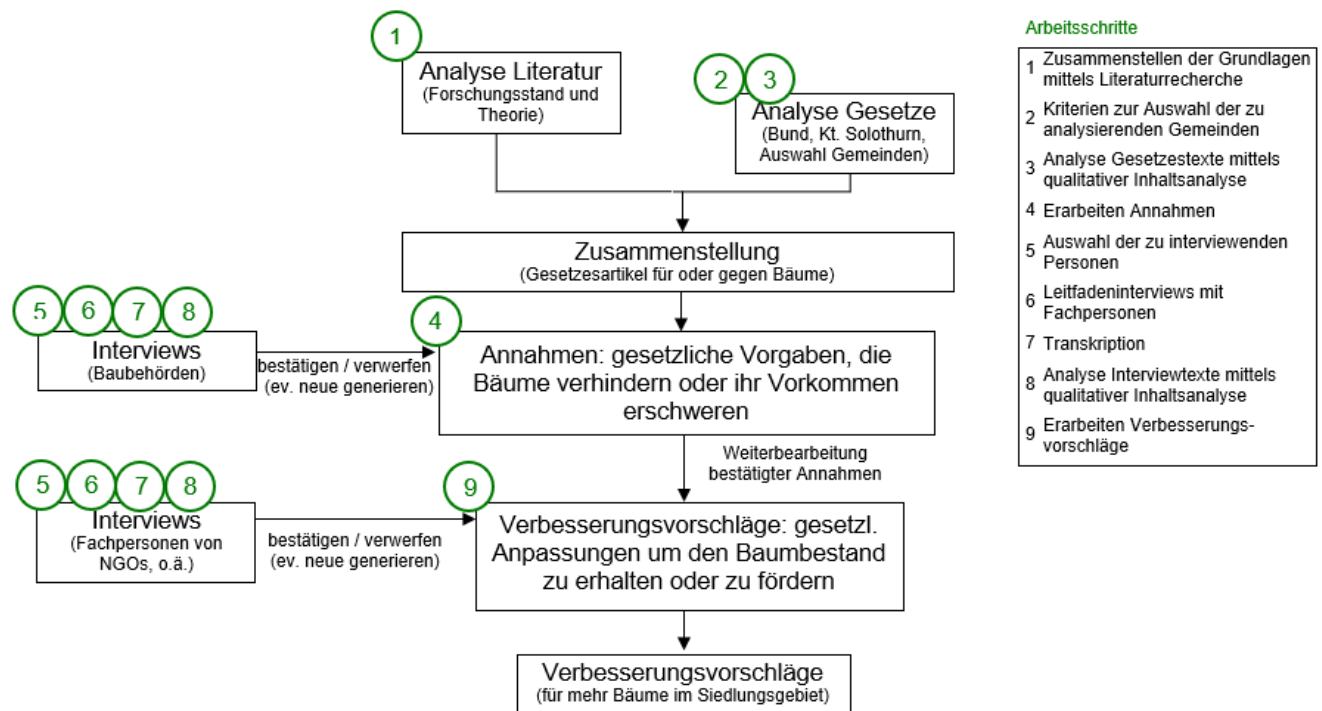 1
Analyse Literatur
(Forschungsstand und
Theorie)
2 3
Analyse Gesetze
(Bund, Kt. Solothurn,
Auswahl Gemeinden)
Zusammenstellung
(Gesetzesartikel für oder gegen Bäume)
5 6 7 8
Interviews
(Baubehörden)
bestätigen / verwerfen
(ev. neue generieren)
4
Annahmen: gesetzliche Vorgaben, die
Bäume verhindern oder ihr Vorkommen
erschweren
Weiterbearbeitung
bestätigter Annahmen
5 6 7 8
Interviews
(Fachpersonen von
NGOs, o.ä.)
bestätigen / verwerfen
(ev. neue generieren)
9
Verbesserungsvorschläge: gesetzl.
Anpassungen um den Baumbestand
zu erhalten oder zu fördern
Verbesserungsvorschläge
(für mehr Bäume im Siedlungsgebiet)
Arbeitsschritte
1 Zusammenstellen der Grundlagen
mittels Literaturrecherche
2 Kriterien zur Auswahl der zu
analysierenden Gemeinden
3 Analyse Gesetzestexte mittels
qualitativer Inhaltsanalyse
4 Erarbeiten Annahmen
5 Auswahl der zu interviewenden
Personen
6 Leitfadeninterviews mit
Fachpersonen
7 Transkription
8 Analyse Interviewtexte mittels
qualitativer Inhaltsanalyse
9 Erarbeiten Verbesserungs-
vorschläge